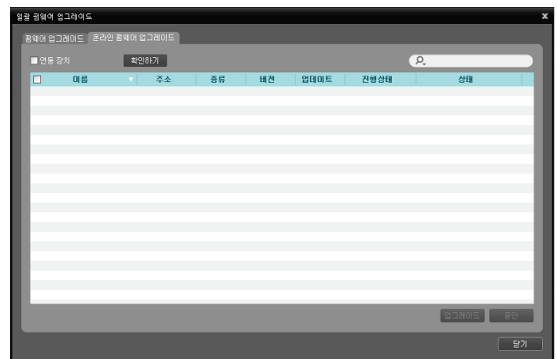 일괄 펌웨어 업그레이드 x
펌웨어 업그레이드 온라인 펌웨어 업그레이드
연동 장치 확인하기
이름 주소 종류 버전 업데이트 진행상태 상태
업그레이드 중단
닫기